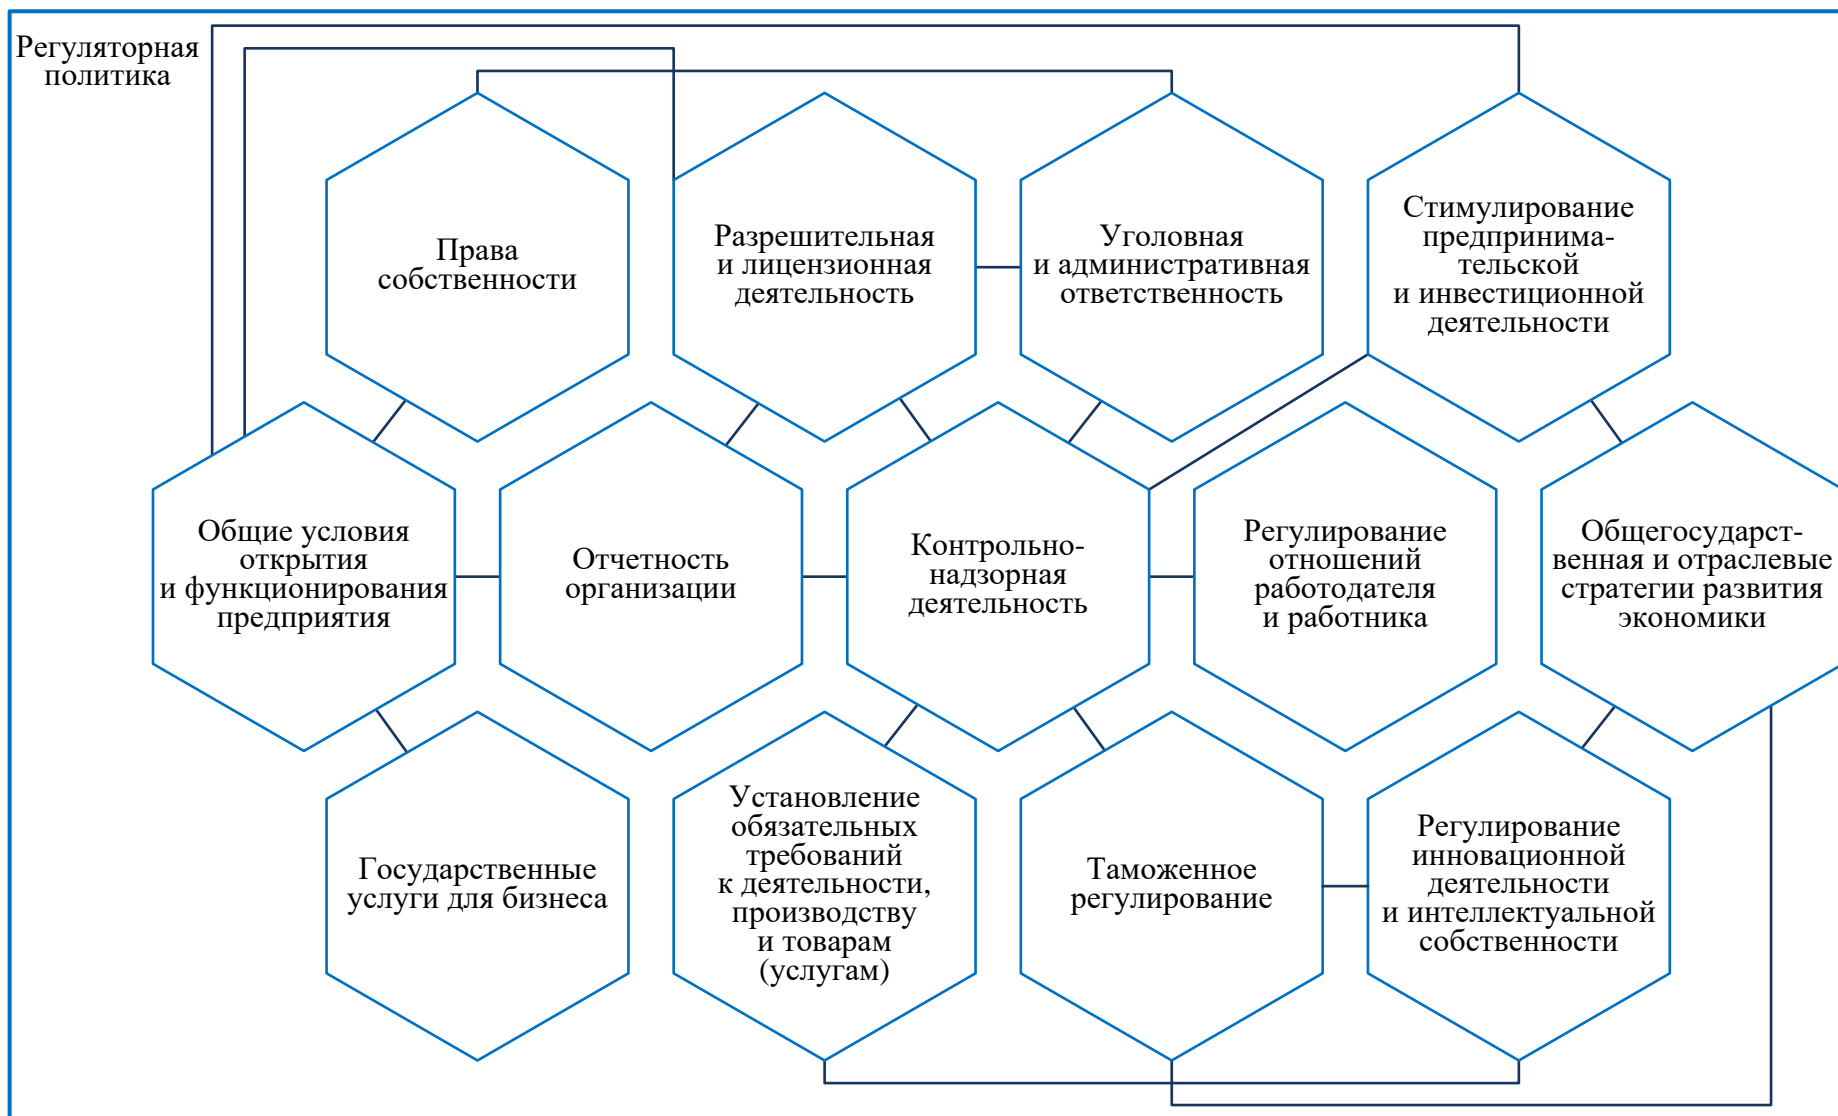 Регуляторная
политика
Права
собственности
Разрешительная
и лицензионная
деятельность
Уголовная
и административная
ответственность
Стимулирование
предпринима-
тельской
и инвестиционной
деятельности
Общие условия
открытия
и функционирования
предприятия
Отчетность
организации
Контрольно-
надзорная
деятельность
Регулирование
отношений
работодателя
и работника
Общегосударст-
венная и отраслевые
стратегии развития
экономики
Государственные
услуги для бизнеса
Установление
обязательных
требований
к деятельности,
производству
и товарам
(услугам)
Таможенное
регулирование
Регулирование
инновационной
деятельности
и интеллектуальной
собственности